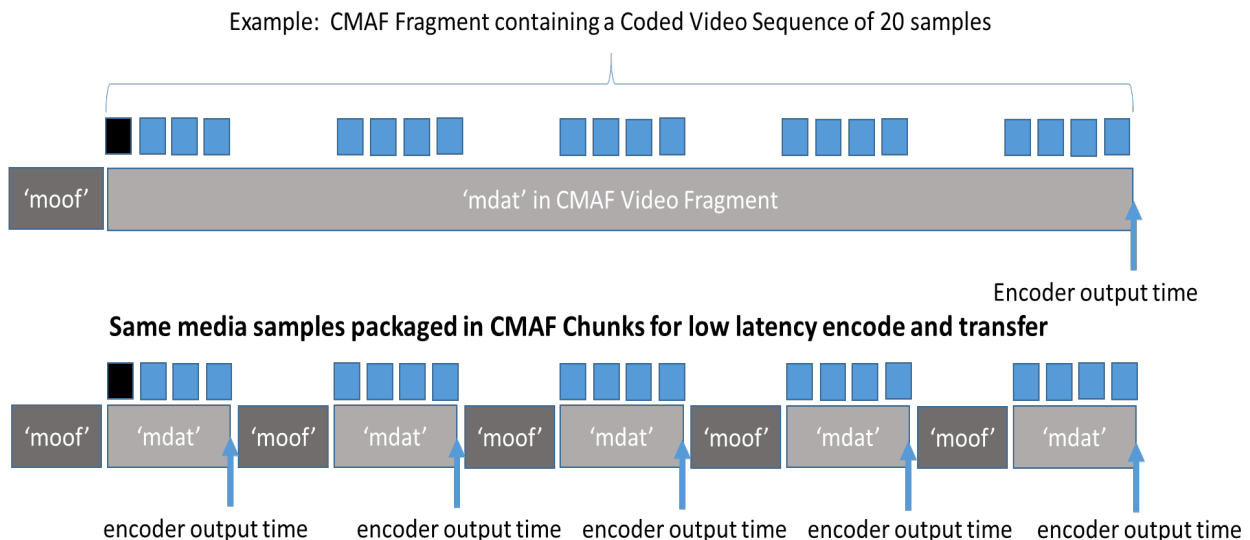 Example:  CMAF Fragment containing a Coded Video Sequence of 20 samples
‘moof’ ‘mdat’ in CMAF Video Fragment
Encoder output time
Same media samples packaged in CMAF Chunks for low latency encode and transfer
‘moof’ ‘mdat’ ‘moof’ ‘mdat’ ‘moof’ ‘mdat’ ‘moof’ ‘mdat’ ‘moof’ ‘mdat’
encoder output time encoder output time encoder output time encoder output time encoder output time